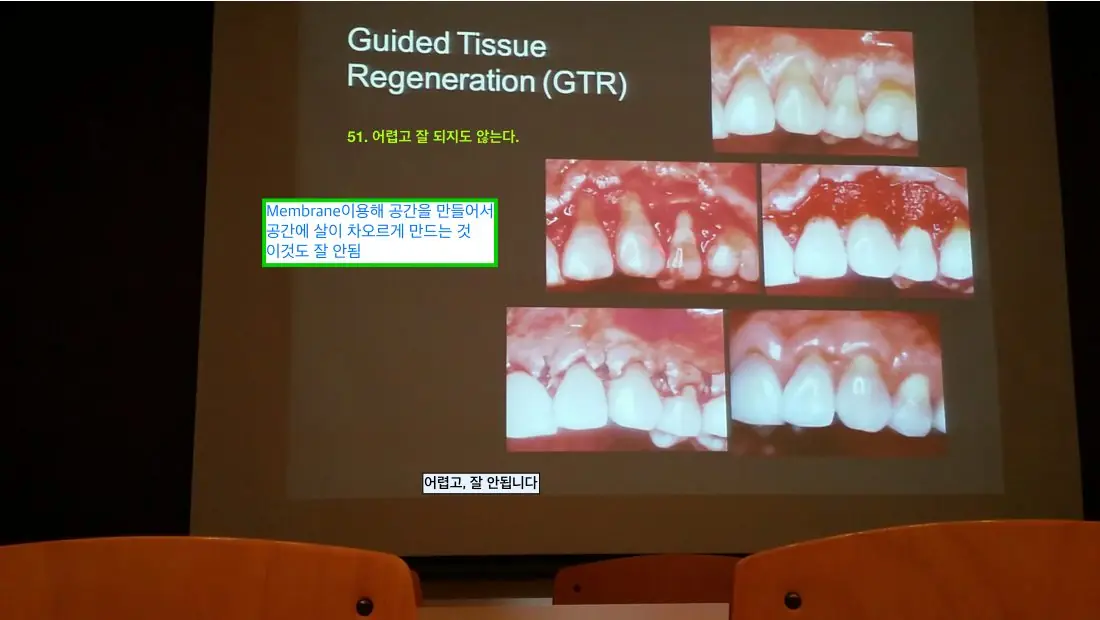 Guided Tissue
Regeneration (GTR)
51. 어렵고 잘 되지도 않는다.
Membrane이용해 공간을 만들어서
공간에 살이 차오르게 만드는 것
이것도 잘 안됨
어렵고, 잘 안됩니다